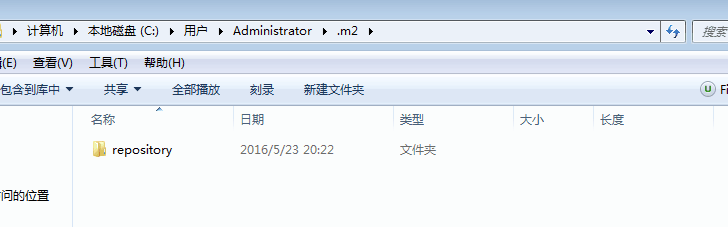 计算机 ▸ 本地磁盘 (C:) ▸ 用户 ▸ Administrator ▸ .m2 ▸ 搜索
(E) 查看(V) 工具(T) 帮助(H)
包含到库中 共享 全部播放 刻录 新建文件夹
名称 日期 类型 大小 长度
repository 2016/5/23 20:22 文件夹
问的位置